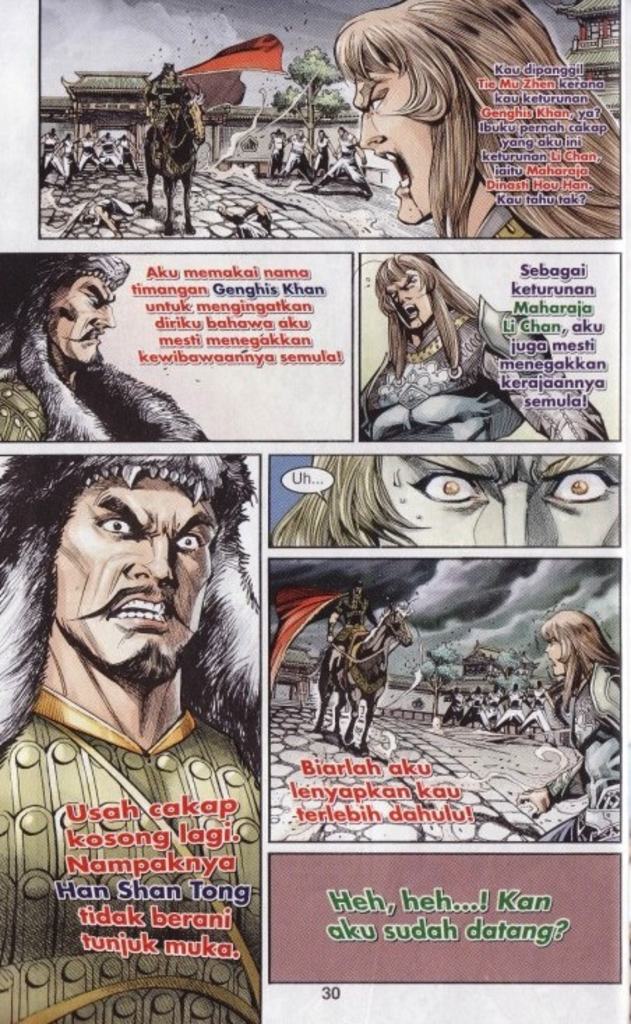 Kau dipanggil
Tie Mu Zhen kerana
kau keturunan
Genghis Khan, ya?
Ibuku pernah cakap
yang aku ini
keturunan Li Chan,
iaitu Maharaja
Dinasti Hou Han.
Kau tahu tak?
Aku memakai nama
timangan Genghis Khan
untuk mengingatkan
diriku bahawa aku
mesti menegakkan
kewibawaannya semula!
Sebagai
keturunan
Maharaja
Li Chan, aku
juga mesti
menegakkan
kerajaannya
semula!
Uh...
Usah cakap
kosong lagi.
Nampaknya
Han Shan Tong
tidak berani
tunjuk muka.
Biarlah aku
lenyapkan kau
terlebih dahulu!
Heh, heh...! Kan
aku sudah datang?
30